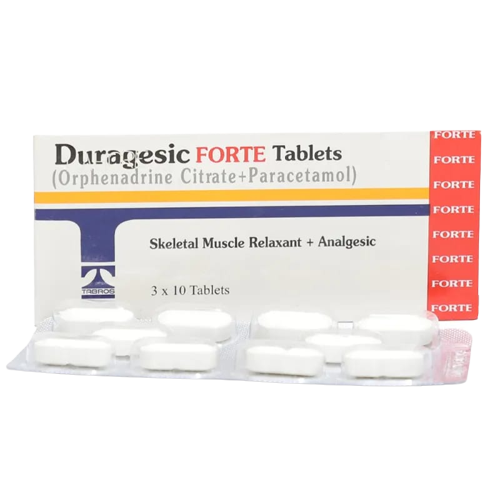 Duragesic FORTE Tablets
(Orphenadrine Citrate+Paracetamol)
Skeletal Muscle Relaxant + Analgesic
3 x 10 Tablets
TABROS
FORTE
FORTE
FORTE
FORTE
FORTE
FORTE
FORTE
FORTE